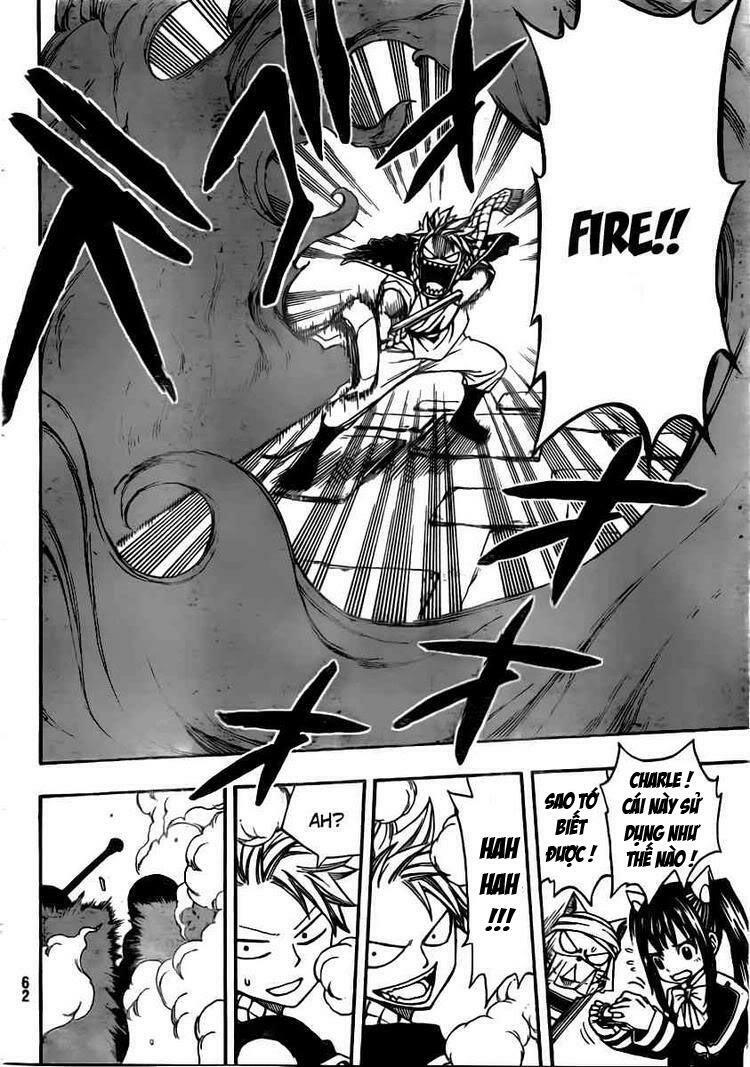 FIRE!!
CHARLE !
CÁI NÀY SỬ
DỤNG NHƯ
THẾ NÀO !
SAO TỚ
BIẾT
ĐƯỢC !
HAH
HAH
!!!
AH?
62